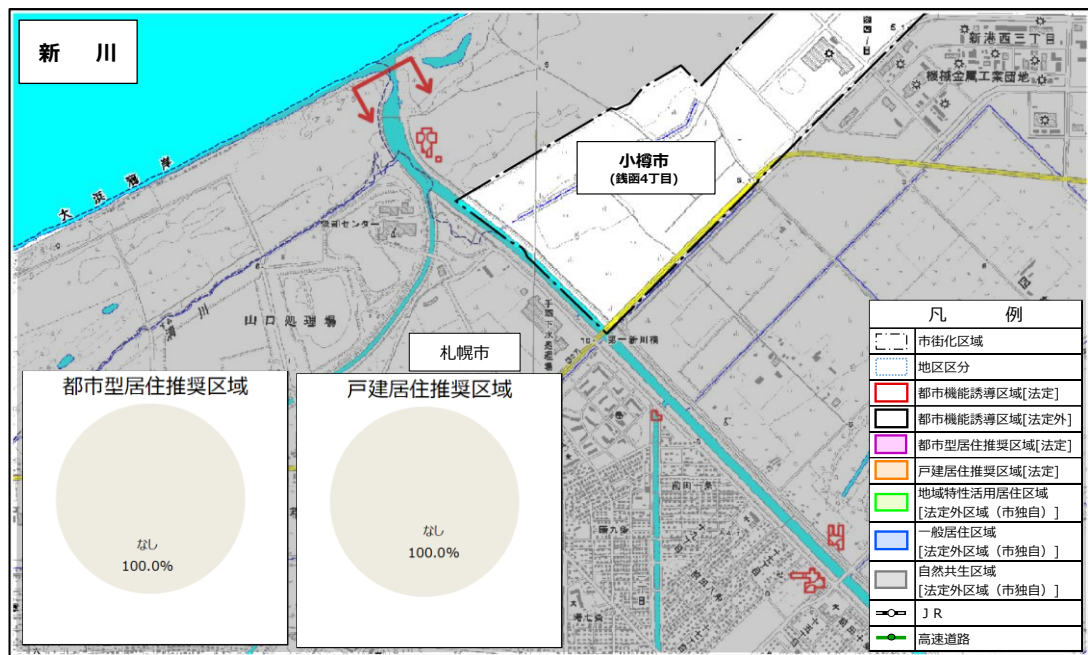 新 川
新港西三丁目
機械金属工業団地
小樽市
(銭函4丁目)
大浜海岸
山口処理場
札幌市
第一新川橋
都市型居住推奨区域
なし
100.0%
戸建居住推奨区域
なし
100.0%
凡 例
市街化区域
地区区分
都市機能誘導区域[法定]
都市機能誘導区域[法定外]
都市型居住推奨区域[法定]
戸建居住推奨区域[法定]
地域特性活用居住区域
[法定外区域（市独自）]
一般居住区域
[法定外区域（市独自）]
自然共生区域
[法定外区域（市独自）]
ＪＲ
高速道路